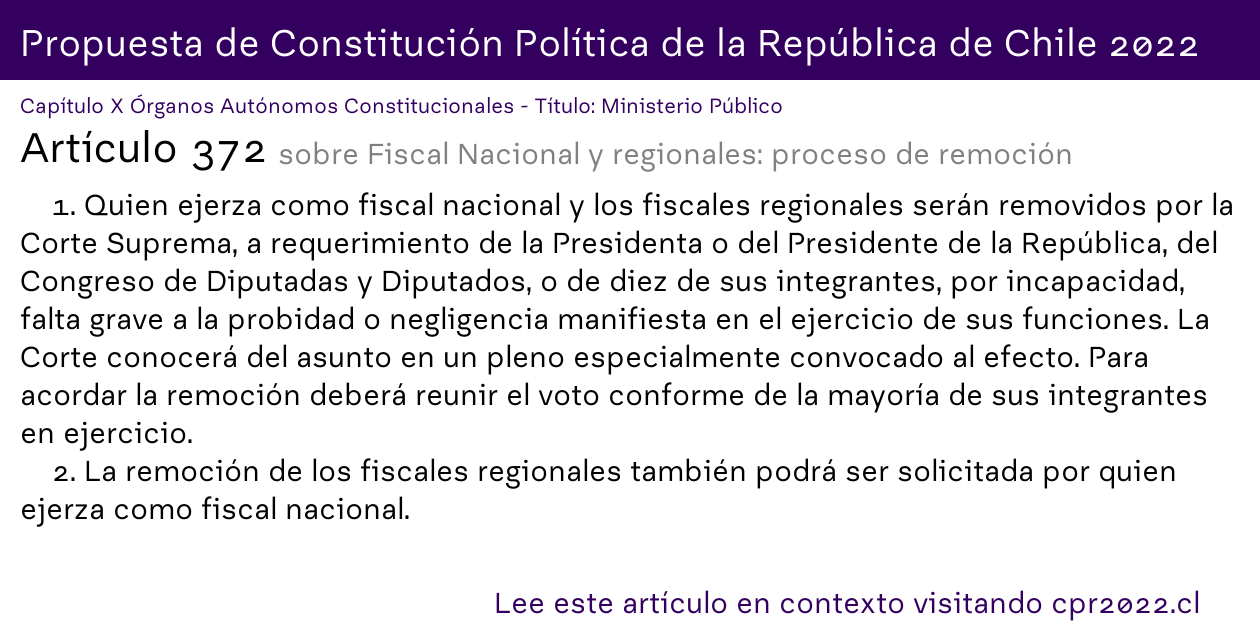 Propuesta de Constitución Política de la República de Chile 2022
Capítulo X Órganos Autónomos Constitucionales - Título: Ministerio Público
Artículo 372 sobre Fiscal Nacional y regionales: proceso de remoción
1. Quien ejerza como fiscal nacional y los fiscales regionales serán removidos por la
Corte Suprema, a requerimiento de la Presidenta o del Presidente de la República, del
Congreso de Diputadas y Diputados, o de diez de sus integrantes, por incapacidad,
falta grave a la probidad o negligencia manifiesta en el ejercicio de sus funciones. La
Corte conocerá del asunto en un pleno especialmente convocado al efecto. Para
acordar la remoción deberá reunir el voto conforme de la mayoría de sus integrantes
en ejercicio.
2. La remoción de los fiscales regionales también podrá ser solicitada por quien
ejerza como fiscal nacional.
Lee este artículo en contexto visitando cpr2022.cl